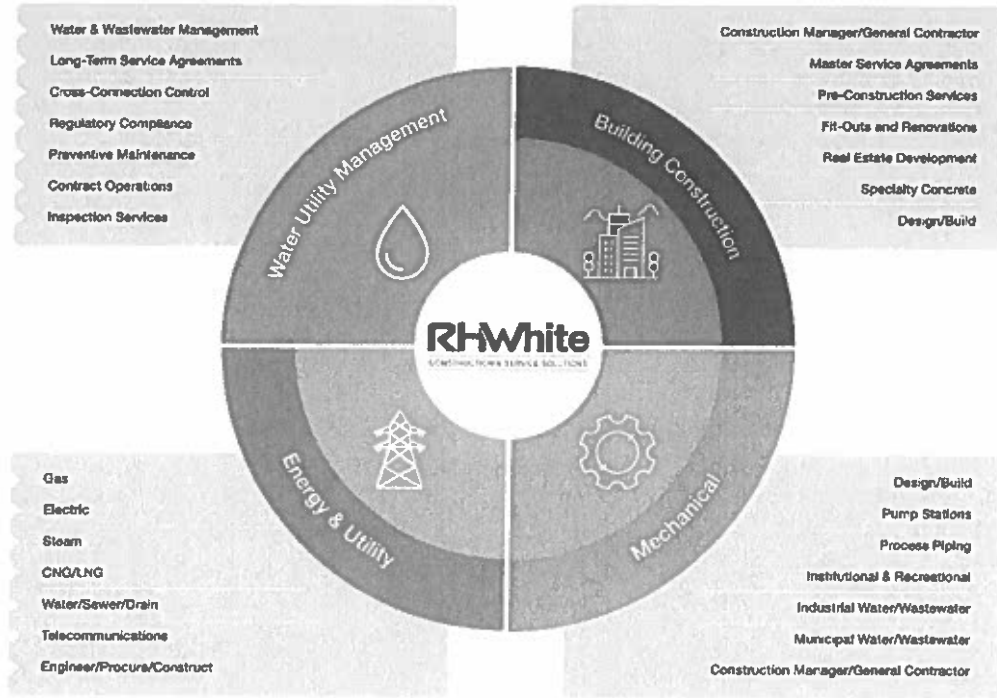 Water & Wastewater Management
Long-Term Service Agreements
Cross-Connection Control
Regulatory Compliance
Preventive Maintenance
Contract Operations
Inspection Services
Construction Manager/General Contractor
Master Service Agreements
Pre-Construction Services
Fit-Outs and Renovations
Real Estate Development
Specialty Concrete
Design/Build
Water Utility Management
Building Construction
RHWhite
CONSTRUCTION & SERVICE SOLUTIONS
Energy & Utility
Mechanical
Gas
Electric
Steam
CNG/LNG
Water/Sewer/Drain
Telecommunications
Engineer/Procure/Construct
Design/Build
Pump Stations
Process Piping
Institutional & Recreational
Industrial Water/Wastewater
Municipal Water/Wastewater
Construction Manager/General Contractor